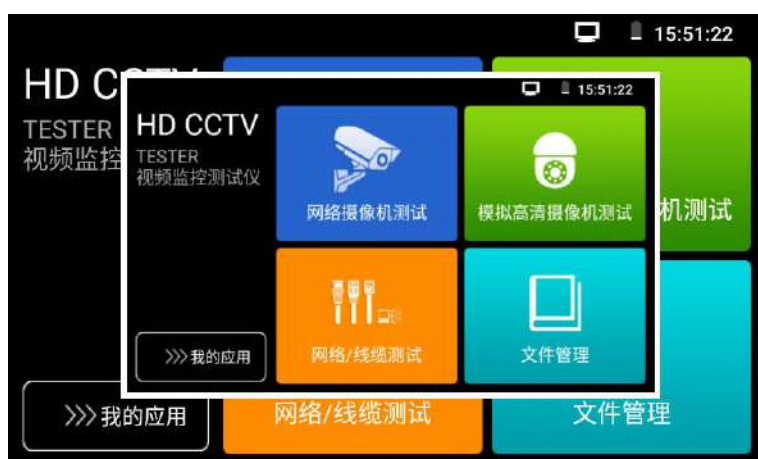 15:51:22
HD C
TESTER
视频监控
机测试
>>>我的应用
网络/线缆测试
文件管理
15:51:22
HD CCTV
TESTER
视频监控测试仪
网络摄像机测试
模拟高清摄像机测试
>>>我的应用
网络/线缆测试
文件管理